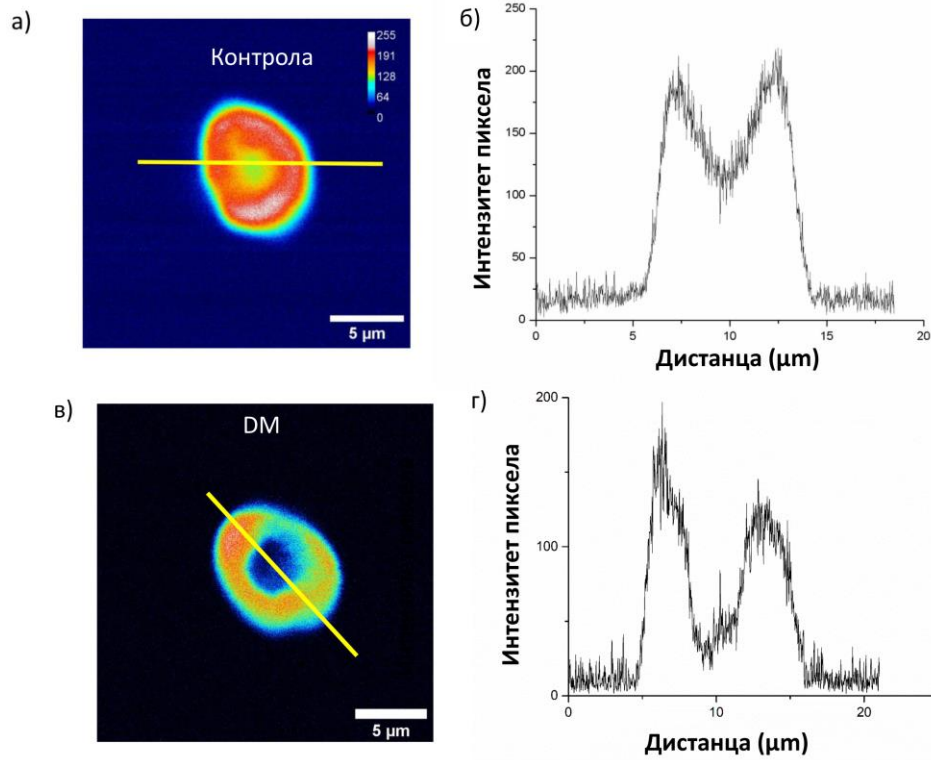 а)
Контрола
255
191
128
64
0
5 µm
б)
Интензитет пиксела
250
200
150
100
50
0
0
5
10
15
20
Дистанца (µm)
в)
DM
5 µm
г)
Интензитет пиксела
200
100
0
0
10
20
Дистанца (µm)